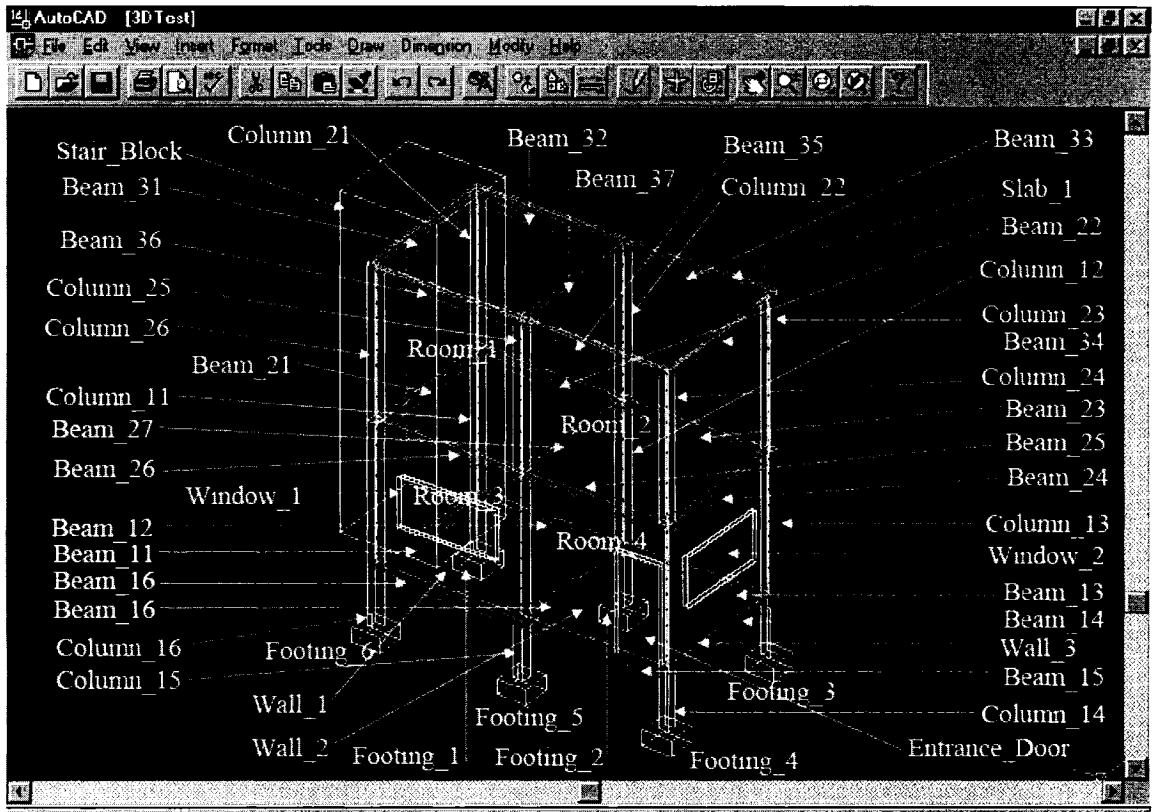 AutoCAD [3DTest]
File Edit View Insert Format Tools Draw Dimension Modify Help
Column_21
Beam_32
Beam_35
Beam_33
Stair_Block
Beam_37
Column_22
Slab_1
Beam_31
Beam_22
Beam_36
Column_12
Column_25
Column_23
Column_26
Room_1
Beam_34
Beam_21
Column_24
Column_11
Room_2
Beam_23
Beam_27
Beam_25
Beam_26
Beam_24
Window_1
Room_3
Column_13
Beam_12
Room_4
Window_2
Beam_11
Beam_16
Beam_13
Beam_16
Beam_14
Column_16
Footing_6
Wall_3
Column_15
Beam_15
Wall_1
Footing_5
Footing_3
Column_14
Wall_2
Footing_1
Footing_2
Footing_4
Entrance_Door